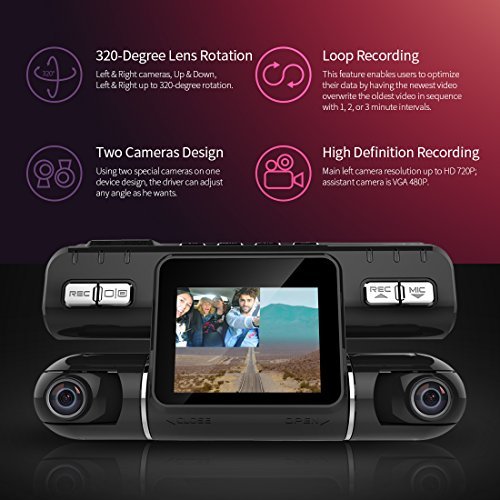 320°
320-Degree Lens Rotation
Left & Right cameras, Up & Down,
Left & Right up to 320-degree rotation.
Loop Recording
This feature enables users to optimize
their data by having the newest video
overwrite the oldest video in sequence
with 1, 2, or 3 minute intervals.
Two Cameras Design
Using two special cameras on one
device design, the driver can adjust
any angle as he wants.
High Definition Recording
Main left camera resolution up to HD 720P;
assistant camera is VGA 480P.
REC
REC
MIC
CLOSE
OPEN